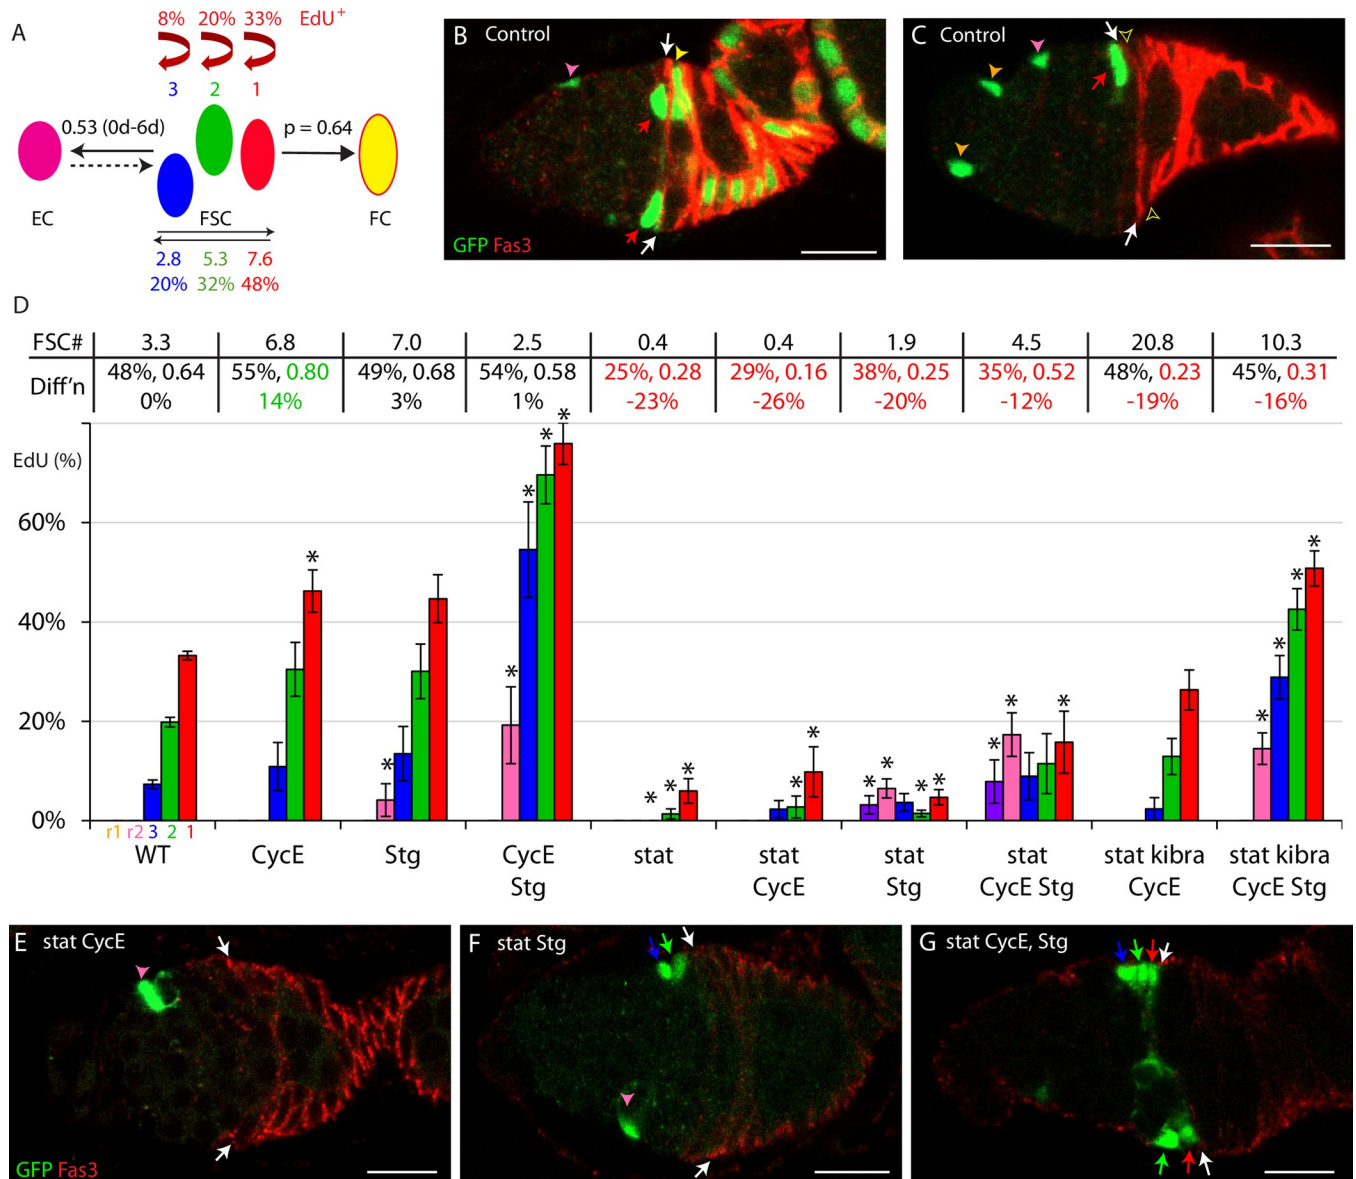 A
8% 20% 33% EdU+
3 2 1
0.53 (0d-6d) p = 0.64
EC FSC FC
2.8 5.3 7.6
20% 32% 48%
B Control
GFP Fas3
C Control
D
FSC# 3.3 6.8 7.0 2.5 0.4 0.4 1.9 4.5 20.8 10.3
Diff'n 48%, 0.64 55%, 0.80 49%, 0.68 54%, 0.58 25%, 0.28 29%, 0.16 38%, 0.25 35%, 0.52 48%, 0.23 45%, 0.31
0% 14% 3% 1% -23% -26% -20% -12% -19% -16%
EdU (%)
* * * * * * * * * * * * * * * * * * * * * * *
60%
40%
20%
0%
r1 r2 3 2 1
WT CycE Stg CycE Stg stat stat CycE stat Stg stat CycE Stg stat kibra CycE stat kibra CycE Stg
E stat CycE
GFP Fas3
F stat Stg
G stat CycE, Stg